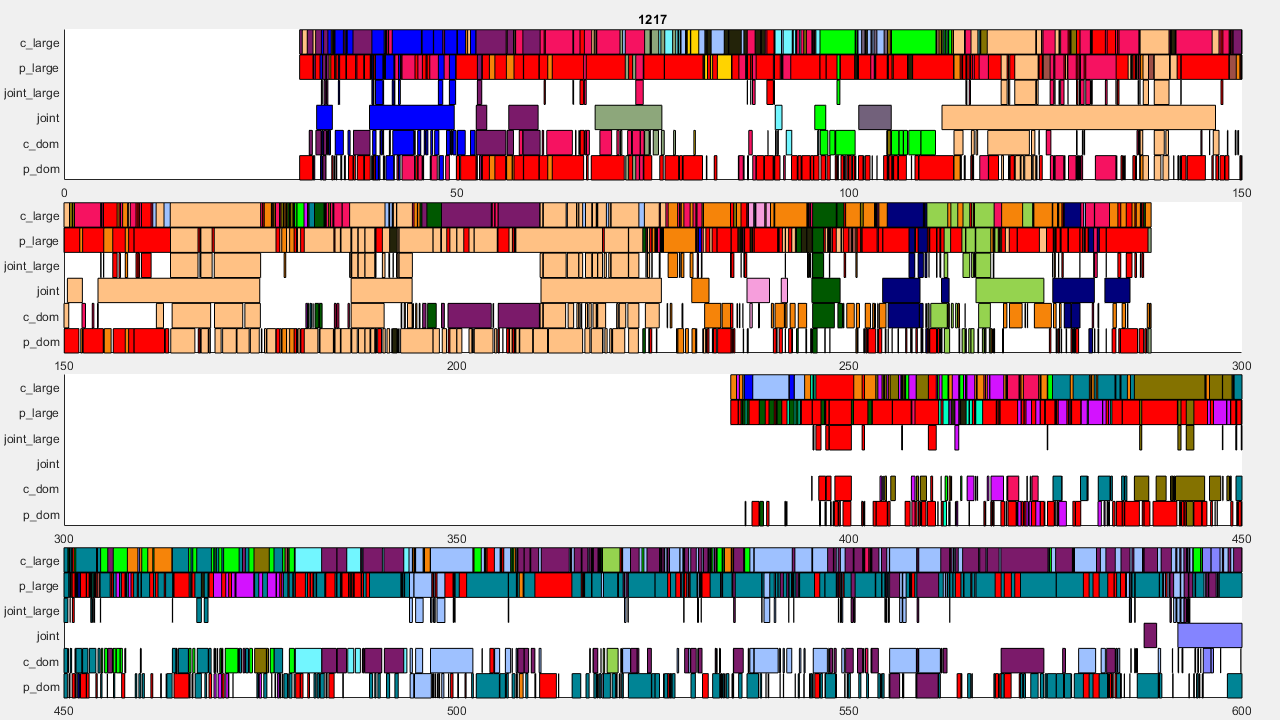 1217
c_large
p_large
joint_large
joint
c_dom
p_dom
0 50 100 150
c_large
p_large
joint_large
joint
c_dom
p_dom
150 200 250 300
c_large
p_large
joint_large
joint
c_dom
p_dom
300 350 400 450
c_large
p_large
joint_large
joint
c_dom
p_dom
450 500 550 600